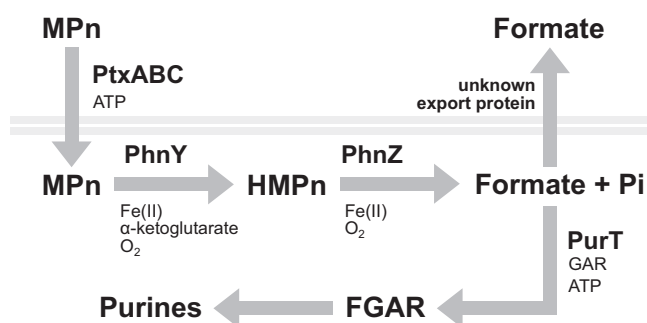 MPn
Formate
PtxABC
ATP
unknown
export protein
PhnY
PhnZ
MPn
HMPn
Formate + Pi
Fe(II)
α-ketoglutarate
O₂
Fe(II)
O₂
PurT
GAR
ATP
Purines
FGAR